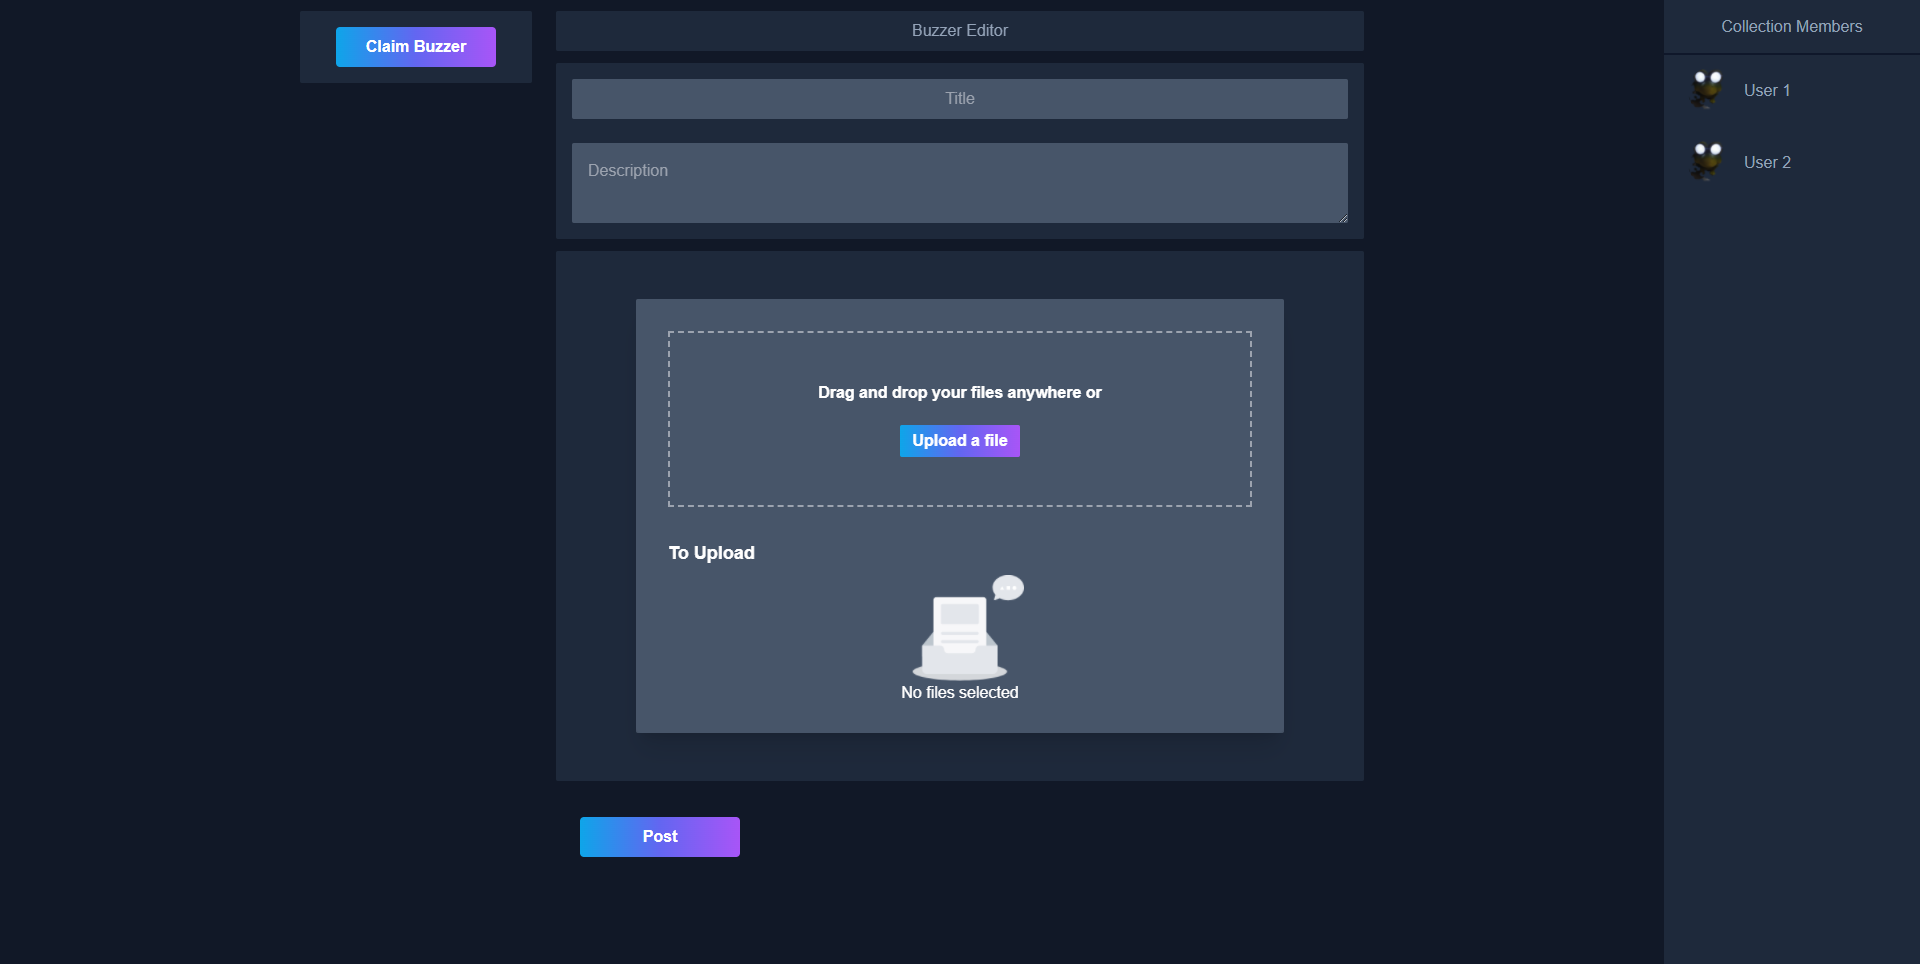 Claim Buzzer
Buzzer Editor
Title
Description
Drag and drop your files anywhere or
Upload a file
To Upload
No files selected
Post
Collection Members
User 1
User 2